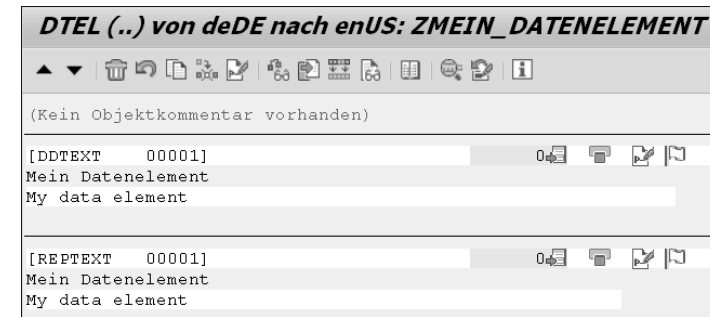 DTEL (..) von deDE nach enUS: ZMEIN_DATENELEMENT
(Kein Objektkommentar vorhanden)
[DDTEXT 00001] 0
Mein Datenelement
My data element
[REPTEXT 00001] 0
Mein Datenelement
My data element